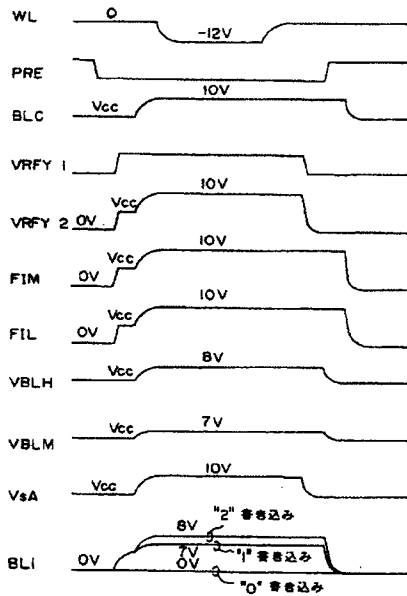 WL 0 -12V
PRE
BLC Vcc 10V
VRFY 1
VRFY 2 0V Vcc 10V
FIM 0V Vcc 10V
FIL 0V Vcc 10V
VBLH Vcc 8V
VBLM Vcc 7V
VSA Vcc 10V
"2" 書き込み
8V
7V "1" 書き込み
BLi 0V 0V
"0" 書き込み